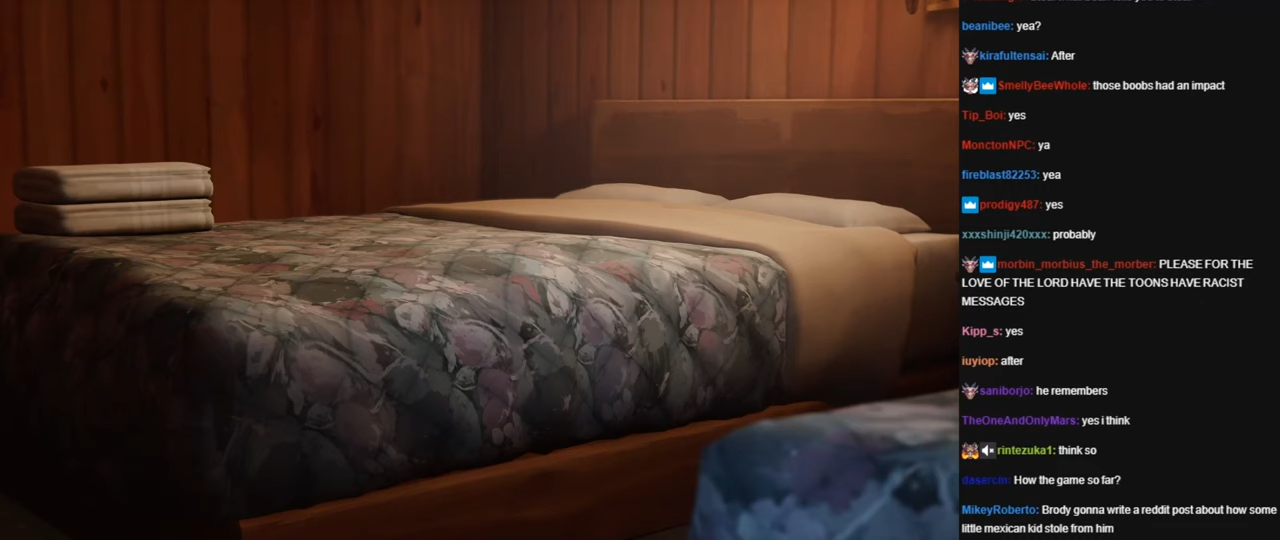 beanibee: yea?
kirafultensai: After
SmellyBeeWhole: those boobs had an impact
Tip_Boi: yes
MonctonNPC: ya
fireblast82253: yea
prodigy487: yes
xxxshinji420xxx: probably
morbin_morbius_the_morber: PLEASE FOR THE
LOVE OF THE LORD HAVE THE TOONS HAVE RACIST
MESSAGES
Kipp_s: yes
iuyiop: after
saniborjo: he remembers
TheOneAndOnlyMars: yes i think
rintezuka1: think so
dasercin: How the game so far?
MikeyRoberto: Brody gonna write a reddit post about how some
little mexican kid stole from him